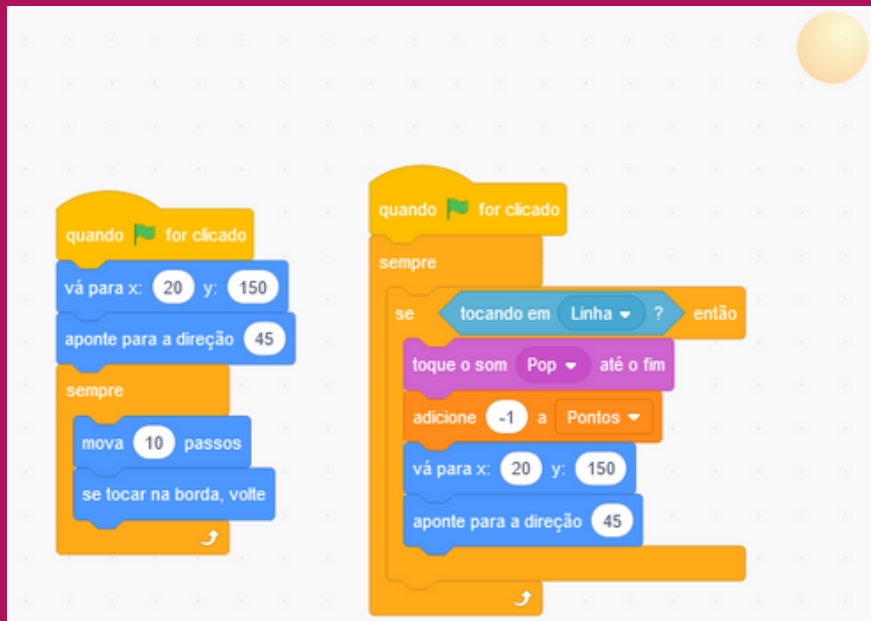 quando for clicado
vá para x: 20 y: 150
aponte para a direção 45
sempre
mova 10 passos
se tocar na borda, volte
quando for clicado
sempre
se tocando em Linha ? então
toque o som Pop até o fim
adicione -1 a Pontos
vá para x: 20 y: 150
aponte para a direção 45